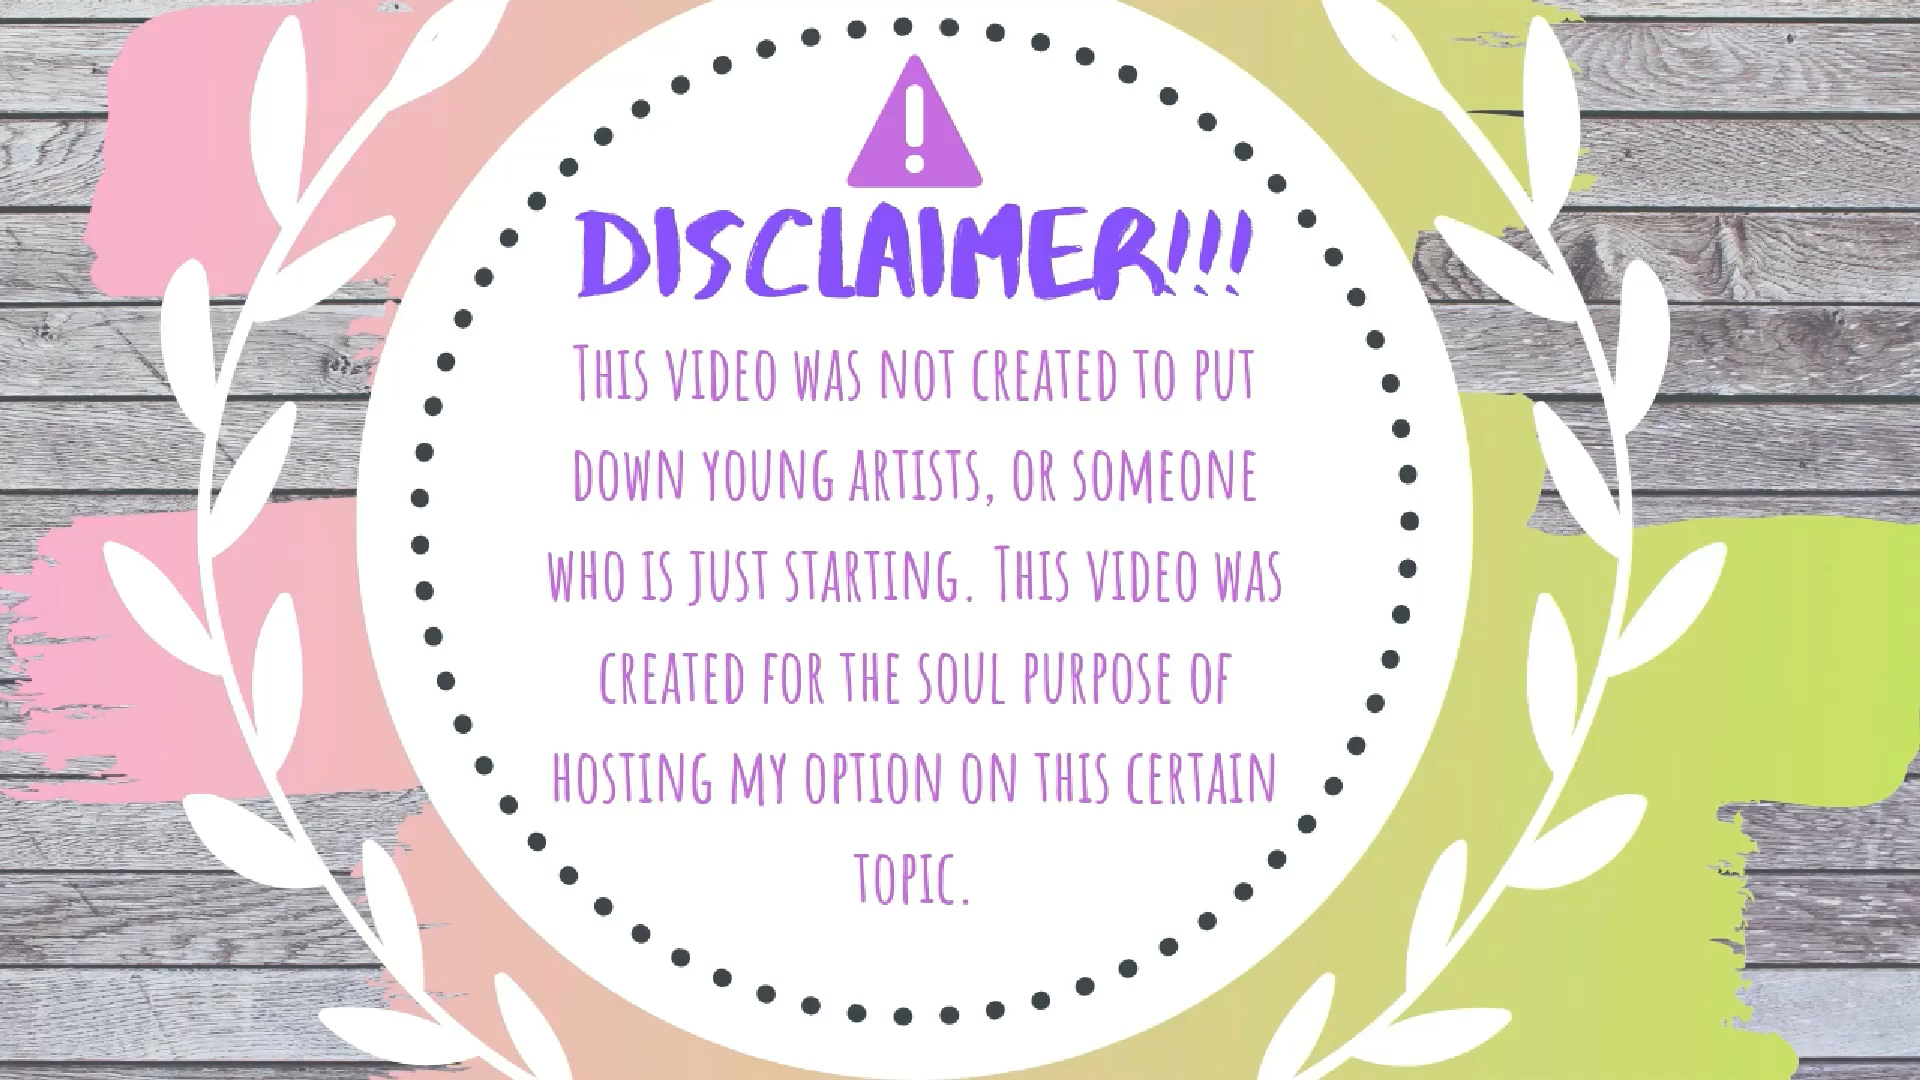 DISCLAIMER!!!
This video was not created to put
down young artists, or someone
who is just starting. This video was
created for the soul purpose of
hosting my option on this certain
topic.